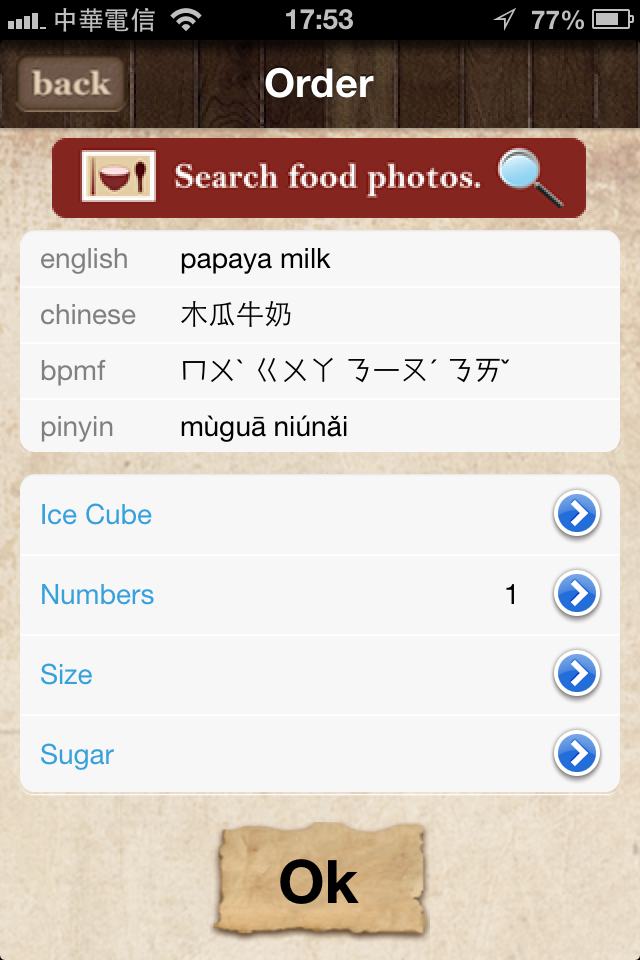 中華電信 17:53 77%
back Order
Search food photos.
english papaya milk
chinese 木瓜牛奶
bpmf ㄇㄨˋ ㄍㄨㄚ ㄋㄧㄡˊ ㄋㄞˇ
pinyin mùguā niúnǎi
Ice Cube
Numbers 1
Size
Sugar
Ok